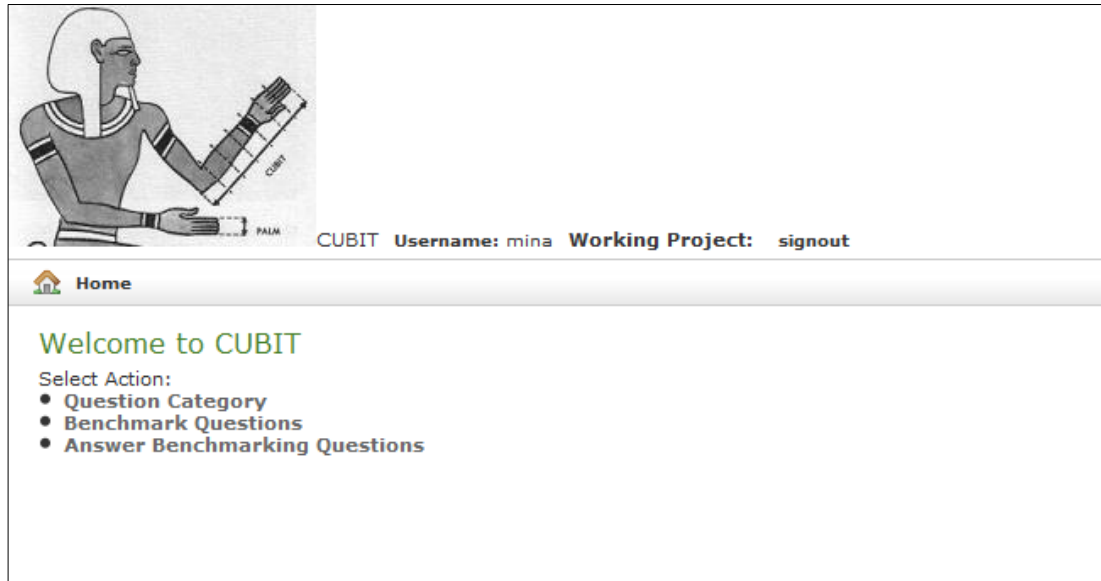 CUBIT
PALM
CUBIT Username: mina Working Project: signout
Home
Welcome to CUBIT
Select Action:
Question Category
Benchmark Questions
Answer Benchmarking Questions